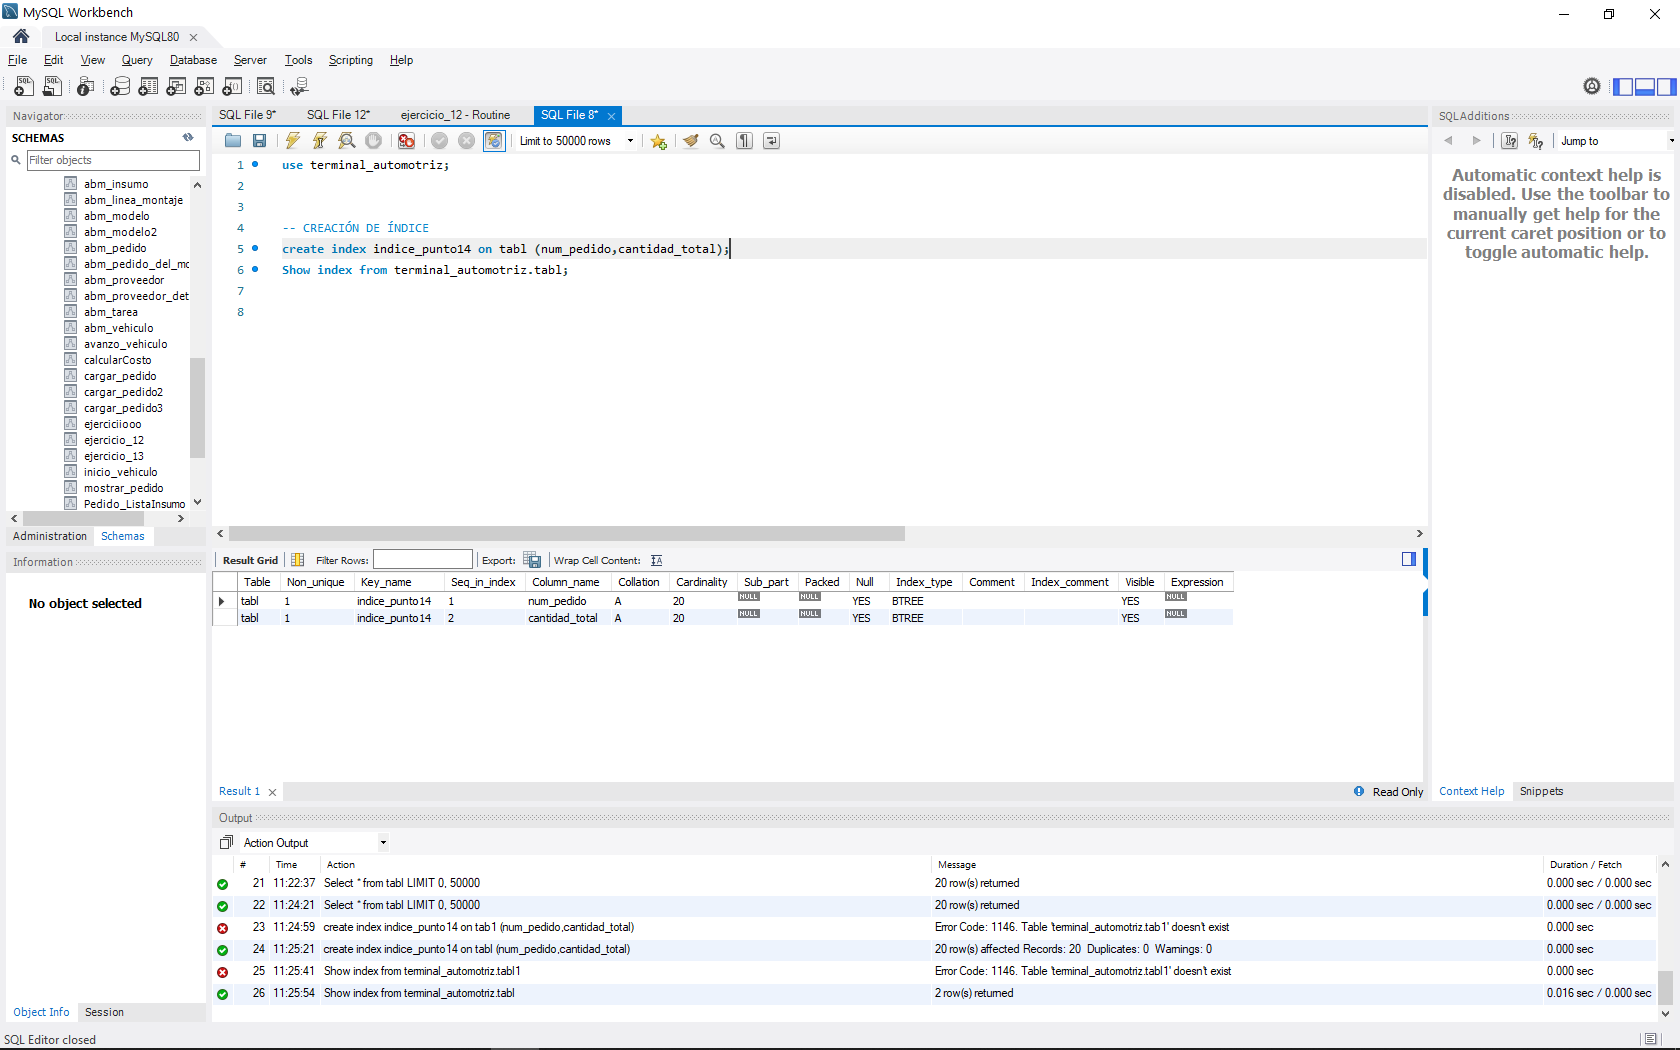 MySQL Workbench
Local instance MySQL80
File Edit View Query Database Server Tools Scripting Help
Navigator
SCHEMAS
Filter objects
abm_insumo
abm_linea_montaje
abm_modelo
abm_modelo2
abm_pedido
abm_pedido_del_mo
abm_proveedor
abm_proveedor_det
abm_tarea
abm_vehiculo
avanzo_vehiculo
calcularCosto
cargar_pedido
cargar_pedido2
cargar_pedido3
ejerciciiooo
ejercicio_12
ejercicio_13
inicio_vehiculo
mostrar_pedido
Pedido_ListaInsumo
Administration Schemas
Information
No object selected
Object Info Session
SQL Editor closed
SQL File 9* SQL File 12* ejercicio_12 - Routine SQL File 8*
Limit to 50000 rows
1 use terminal_automotriz;
2
3
4 -- CREACIÓN DE ÍNDICE
5 create index indice_punto14 on tabl (num_pedido,cantidad_total);
6 Show index from terminal_automotriz.tabl;
7
8
Result Grid Filter Rows: Export: Wrap Cell Content:
Table Non_unique Key_name Seq_in_index Column_name Collation Cardinality Sub_part Packed Null Index_type Comment Index_comment Visible Expression
tabl 1 indice_punto14 1 num_pedido A 20 NULL NULL YES BTREE YES NULL
tabl 1 indice_punto14 2 cantidad_total A 20 NULL NULL YES BTREE YES NULL
Result 1
Read Only
Output
Action Output
# Time Action Message Duration / Fetch
21 11:22:37 Select * from tabl LIMIT 0, 50000 20 row(s) returned 0.000 sec / 0.000 sec
22 11:24:21 Select * from tabl LIMIT 0, 50000 20 row(s) returned 0.000 sec / 0.000 sec
23 11:24:59 create index indice_punto14 on tab1 (num_pedido,cantidad_total) Error Code: 1146. Table 'terminal_automotriz.tab1' doesn't exist 0.000 sec
24 11:25:21 create index indice_punto14 on tabl (num_pedido,cantidad_total) 20 row(s) affected Records: 20 Duplicates: 0 Warnings: 0 0.000 sec
25 11:25:41 Show index from terminal_automotriz.tabl1 Error Code: 1146. Table 'terminal_automotriz.tabl1' doesn't exist 0.000 sec
26 11:25:54 Show index from terminal_automotriz.tabl 2 row(s) returned 0.016 sec / 0.000 sec
SQLAdditions
Jump to
Automatic context help is
disabled. Use the toolbar to
manually get help for the
current caret position or to
toggle automatic help.
Context Help Snippets